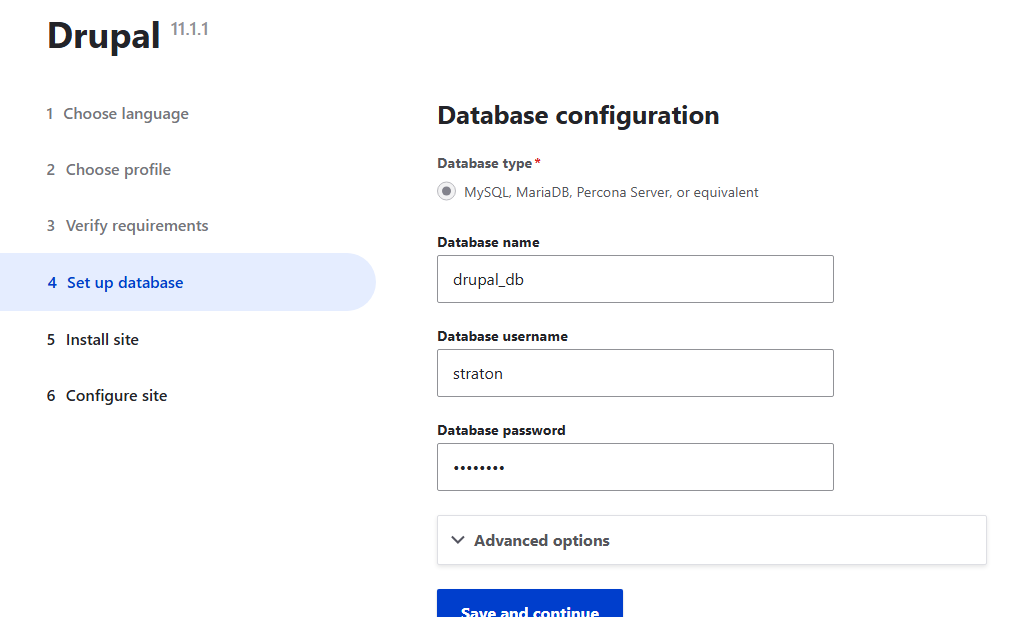 Drupal 11.1.1
1 Choose language
2 Choose profile
3 Verify requirements
4 Set up database
5 Install site
6 Configure site
Database configuration
Database type*
MySQL, MariaDB, Percona Server, or equivalent
Database name
drupal_db
Database username
straton
Database password
••••••••
Advanced options
Save and continue